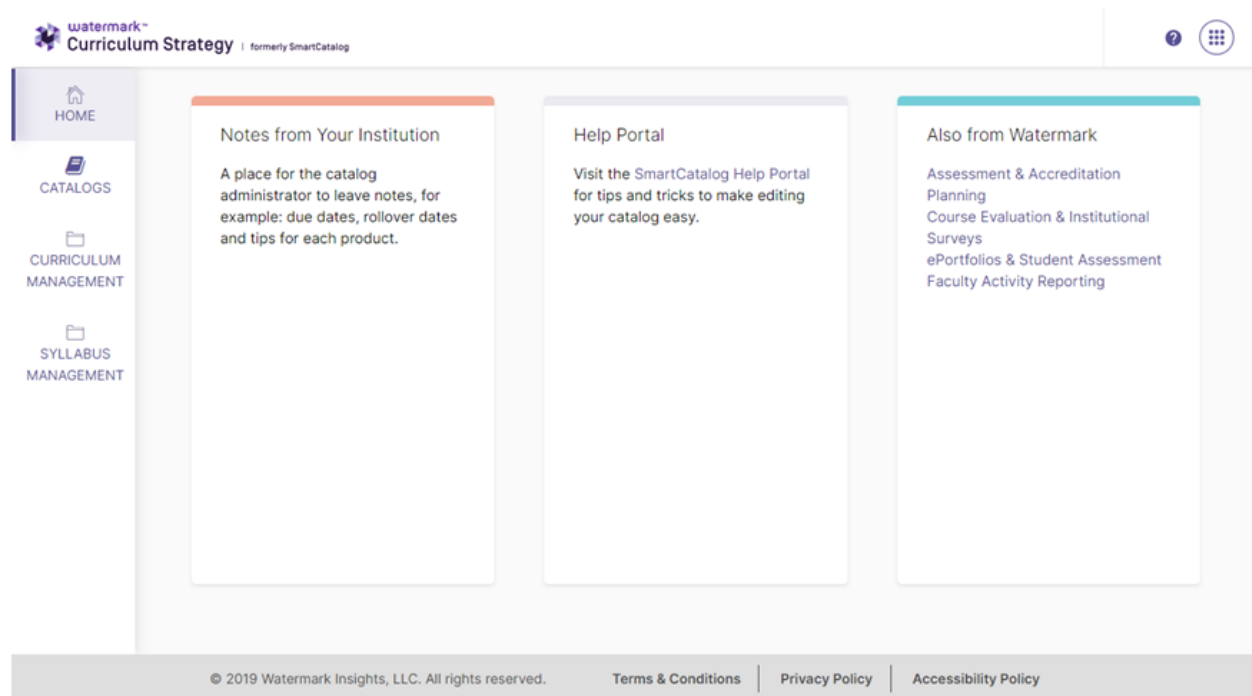 watermark™
Curriculum Strategy | formerly SmartCatalog
HOME
CATALOGS
CURRICULUM
MANAGEMENT
SYLLABUS
MANAGEMENT
Notes from Your Institution
A place for the catalog
administrator to leave notes, for
example: due dates, rollover dates
and tips for each product.
Help Portal
Visit the SmartCatalog Help Portal
for tips and tricks to make editing
your catalog easy.
Also from Watermark
Assessment & Accreditation
Planning
Course Evaluation & Institutional
Surveys
ePortfolios & Student Assessment
Faculty Activity Reporting
© 2019 Watermark Insights, LLC. All rights reserved.
Terms & Conditions | Privacy Policy | Accessibility Policy